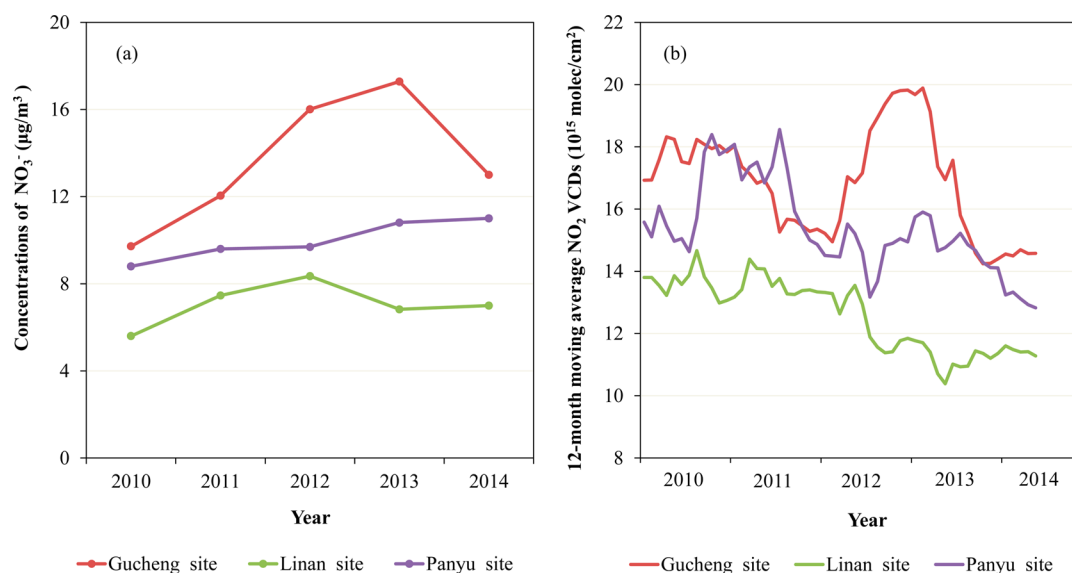 (a)
Concentrations of NO₃⁻ (μg/m³ )
20
16
12
8
4
0
2010 2011 2012 2013 2014
Year
Gucheng site Linan site Panyu site
(b)
12-month moving average NO₂ VCDs (10¹⁵ molec/cm²)
22
20
18
16
14
12
10
8
2010 2011 2012 2013 2014
Year
Gucheng site Linan site Panyu site